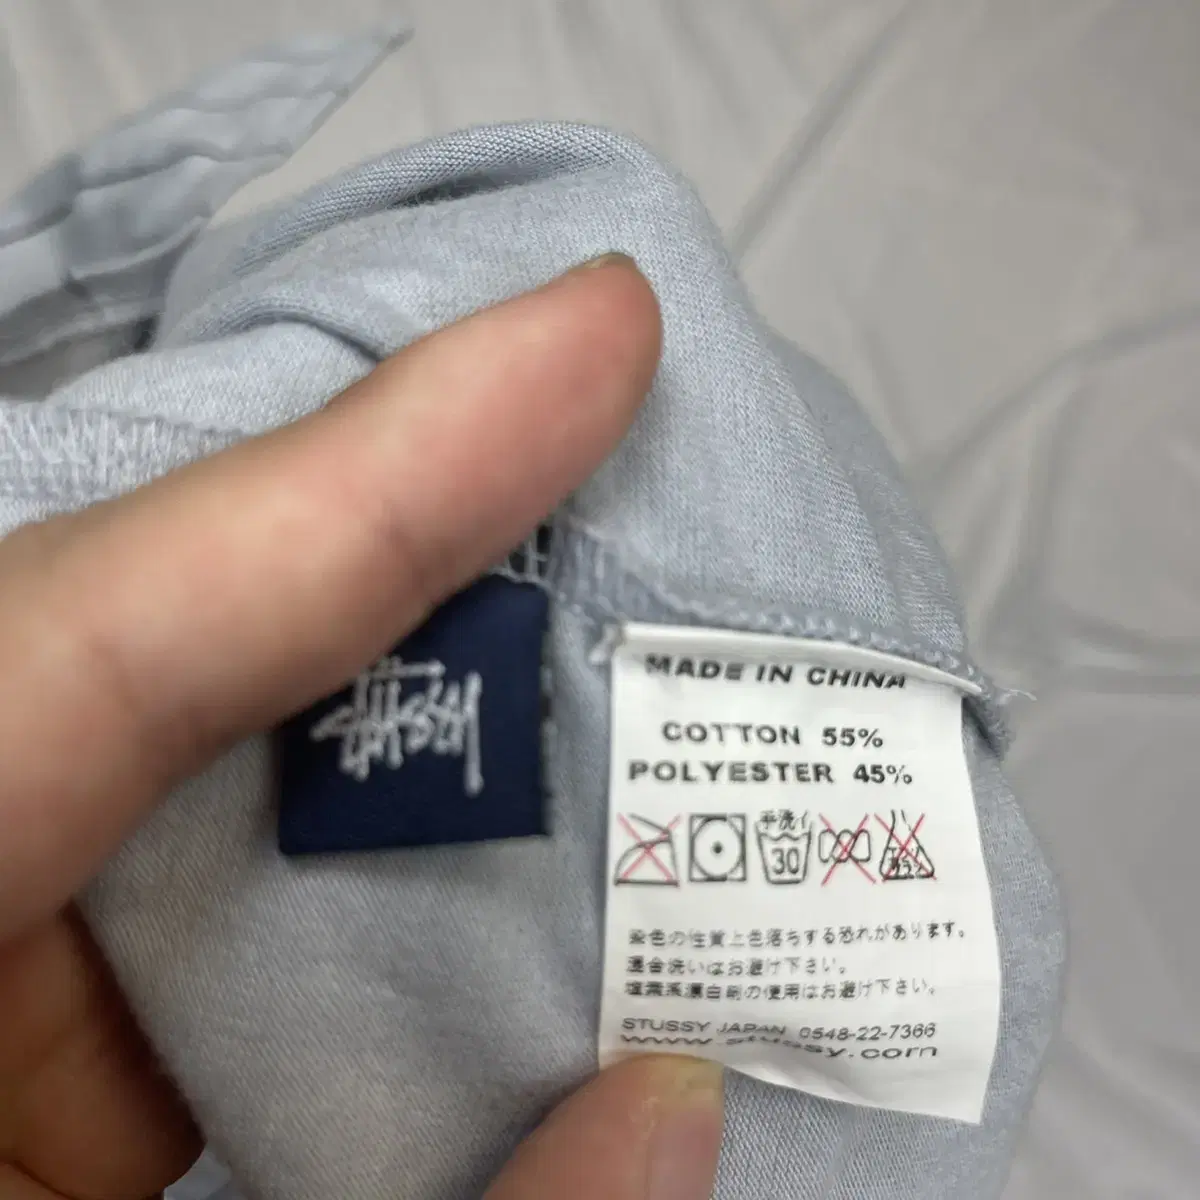 STUSSY
MADE IN CHINA
COTTON 55%
POLYESTER 45%
手洗イ
30
染色の性質上色落ちする恐れがあります。
混合洗いはお避け下さい。
塩素系漂白剤の使用はお避け下さい。
STUSSY JAPAN 0548-22-7366
www.stussy.com